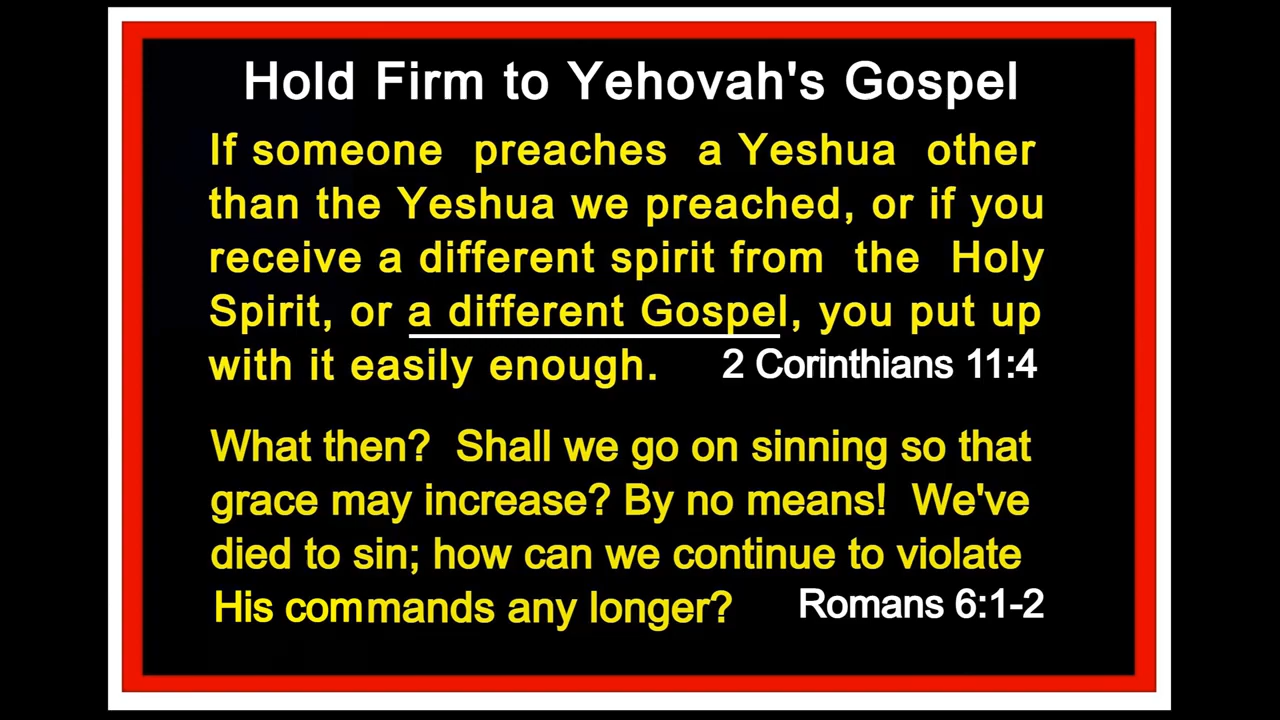 Hold Firm to Yehovah's Gospel
If someone preaches a Yeshua other
than the Yeshua we preached, or if you
receive a different spirit from the Holy
Spirit, or a different Gospel, you put up
with it easily enough. 2 Corinthians 11:4
What then? Shall we go on sinning so that
grace may increase? By no means! We've
died to sin; how can we continue to violate
His commands any longer? Romans 6:1-2